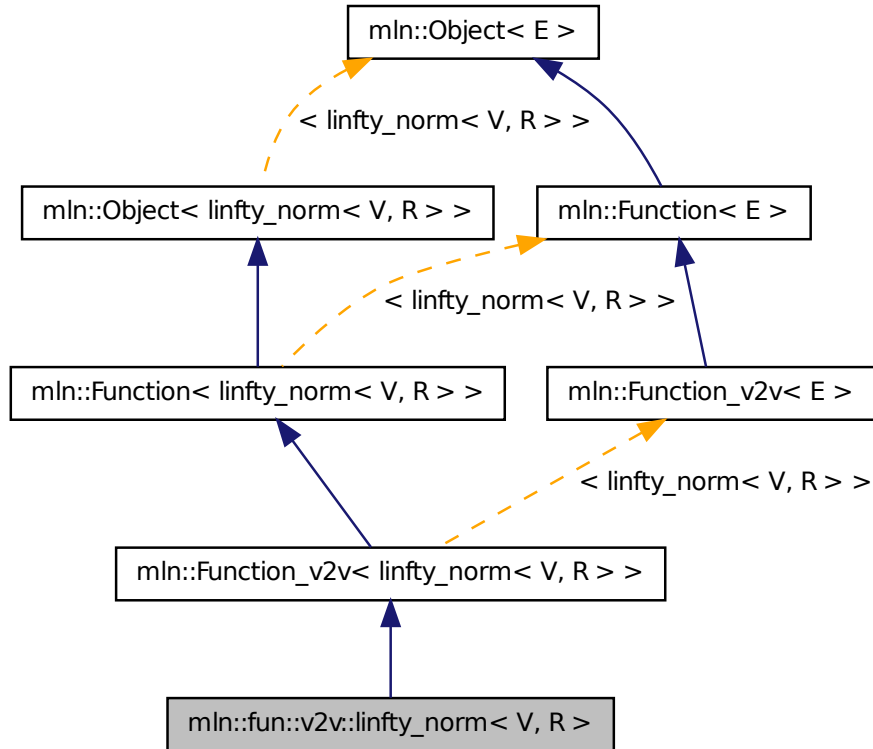 mln::Object< E >
< linfty_norm< V, R > >
mln::Object< linfty_norm< V, R > >
mln::Function< E >
< linfty_norm< V, R > >
mln::Function< linfty_norm< V, R > >
mln::Function_v2v< E >
< linfty_norm< V, R > >
mln::Function_v2v< linfty_norm< V, R > >
mln::fun::v2v::linfty_norm< V, R >